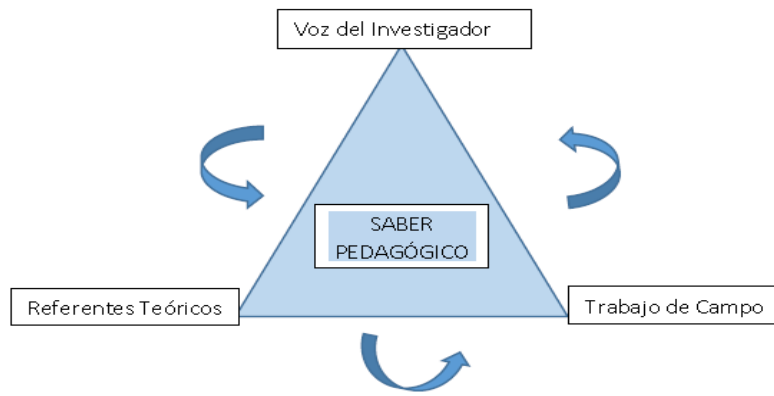 Voz del Investigador
SABER
PEDAGÓGICO
Referentes Teóricos
Trabajo de Campo